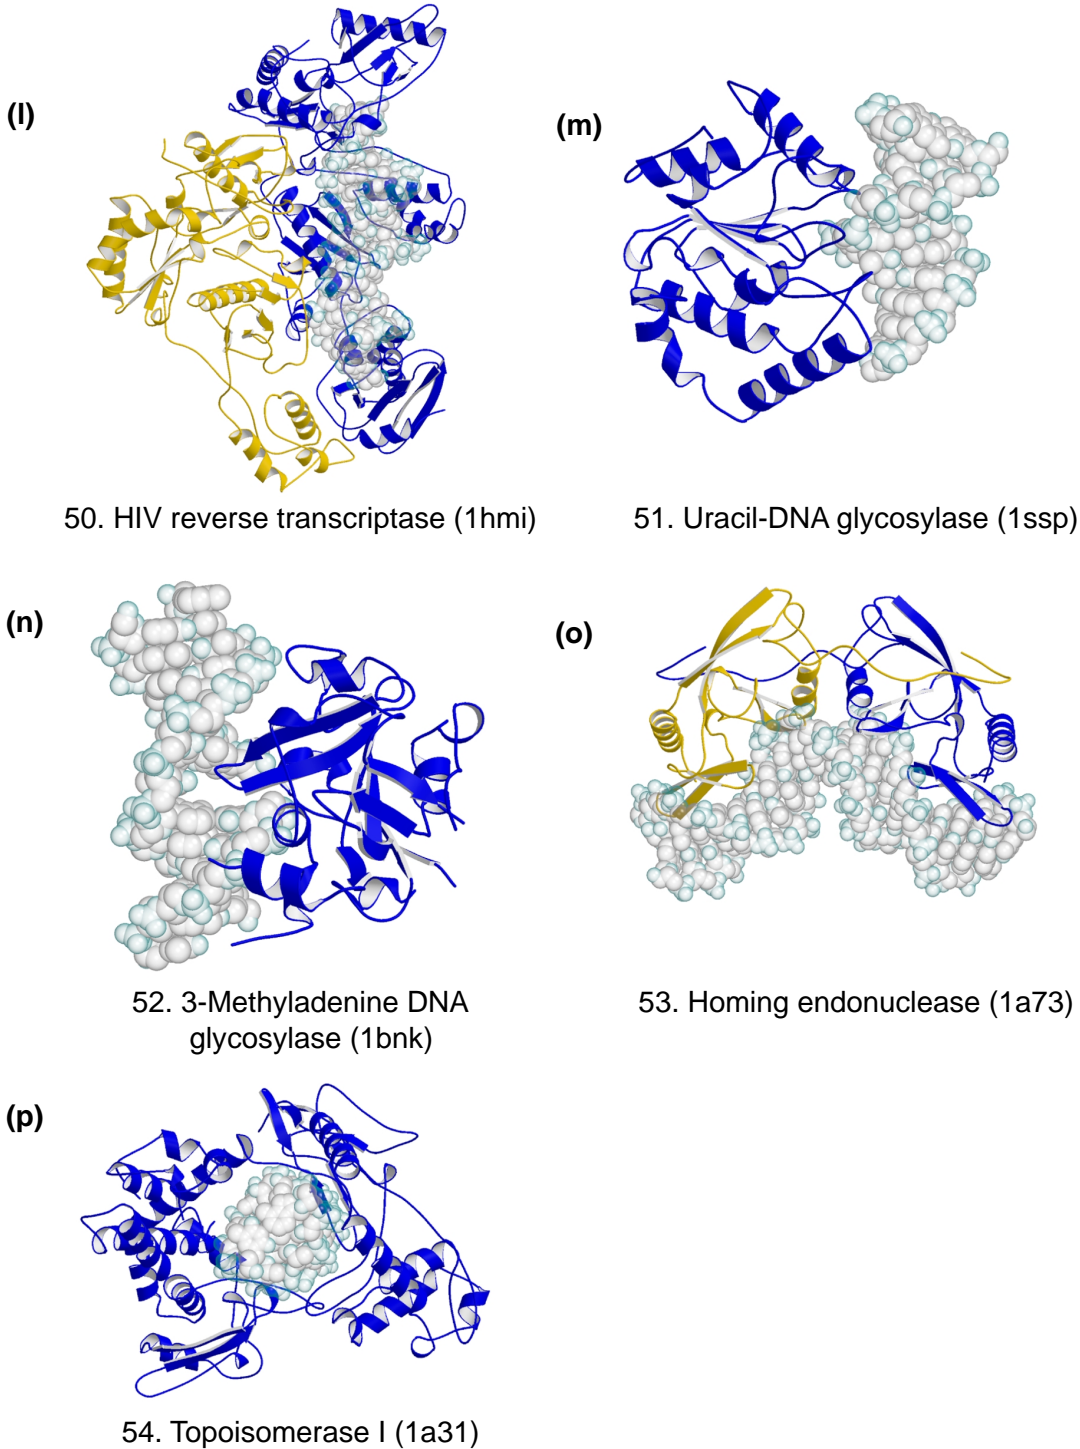 (l)
(m)
50. HIV reverse transcriptase (1hmi)
51. Uracil-DNA glycosylase (1ssp)
(n)
(o)
52. 3-Methyladenine DNA
glycosylase (1bnk)
53. Homing endonuclease (1a73)
(p)
54. Topoisomerase I (1a31)